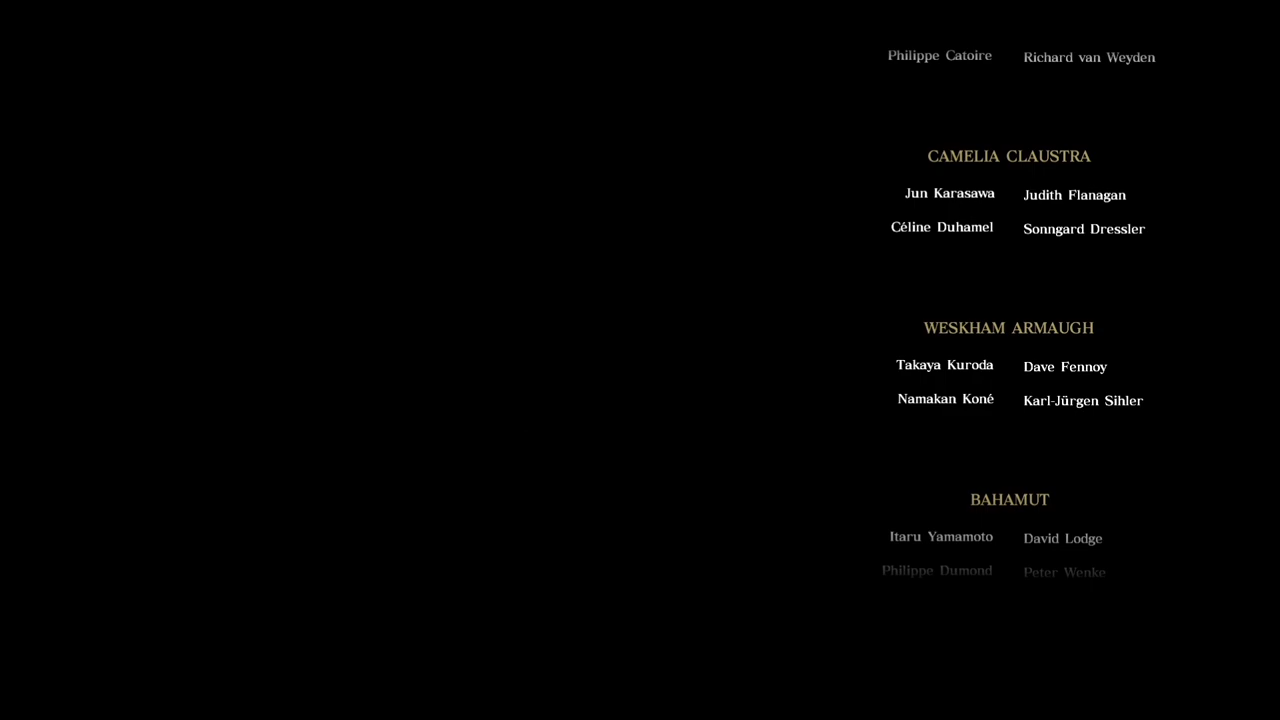 Philippe Catoire Richard van Weyden
CAMELIA CLAUSTRA
Jun Karasawa Judith Flanagan
Céline Duhamel Sonngard Dressler
WESKHAM ARMAUGH
Takaya Kuroda Dave Fennoy
Namakan Koné Karl-Jürgen Sihler
BAHAMUT
Itaru Yamamoto David Lodge
Philippe Dumond Peter Wenke